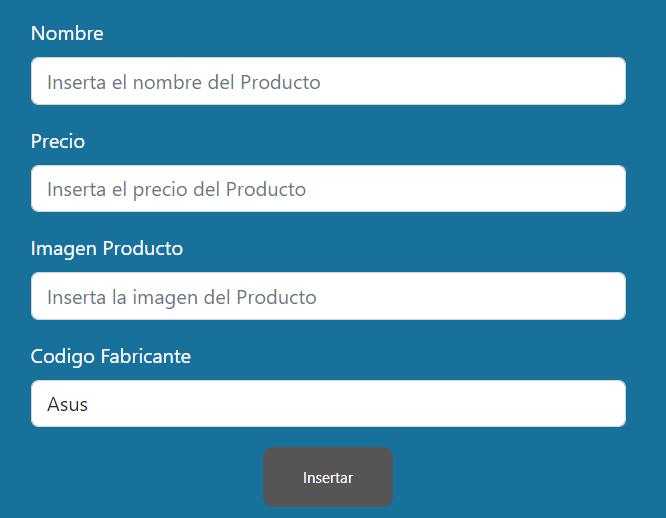 Nombre
Inserta el nombre del Producto
Precio
Inserta el precio del Producto
Imagen Producto
Inserta la imagen del Producto
Codigo Fabricante
Asus
Insertar